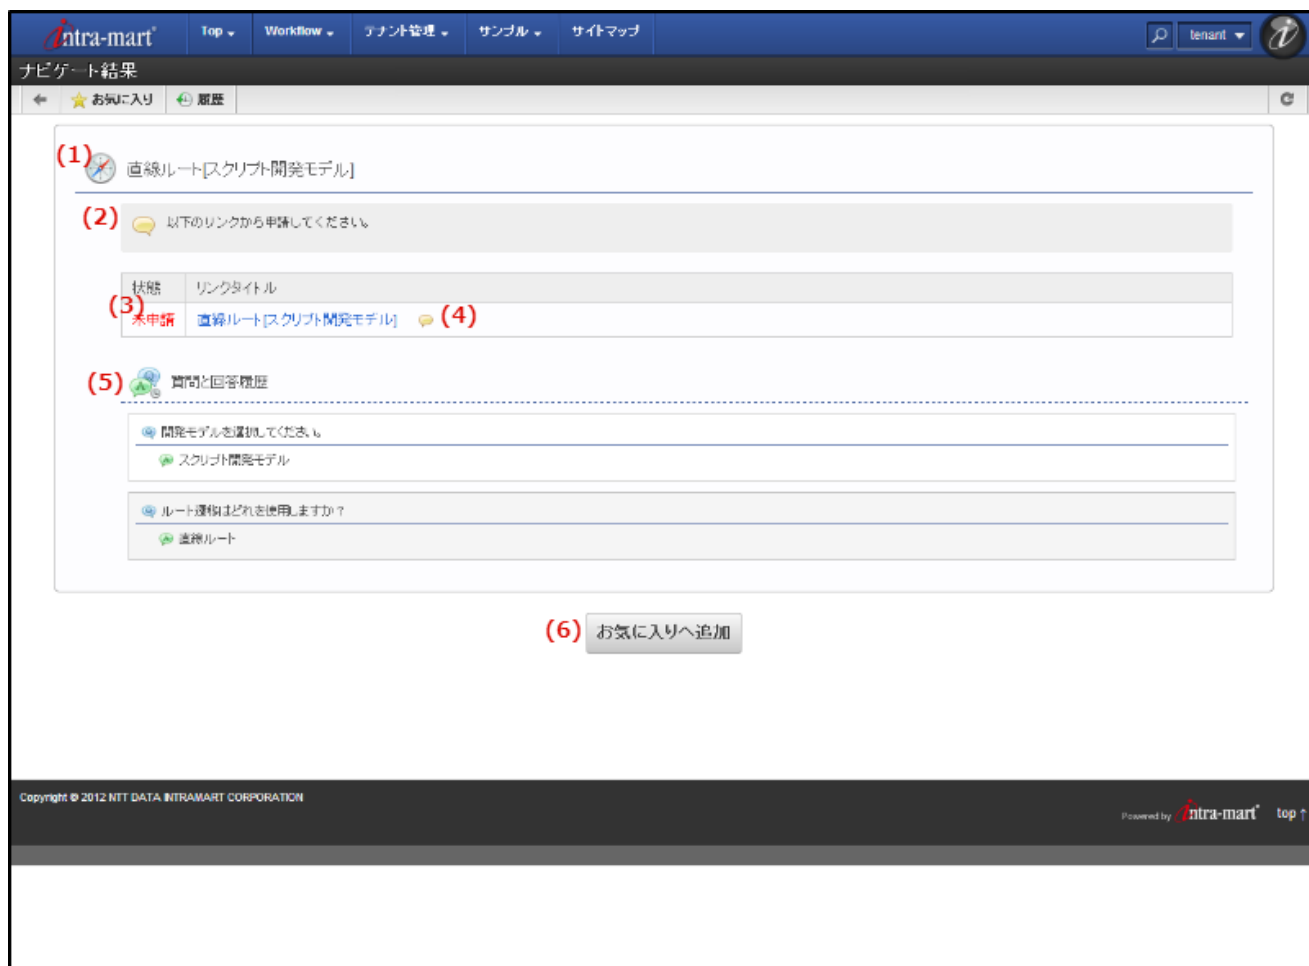 intra-mart Top Workflow テナント管理 サンプル サイトマップ tenant
ナビゲート結果
お気に入り 履歴
(1) 直線ルート[スクリプト開発モデル]
(2) 以下のリンクから申請してください。
状態 リンクタイトル
(3)
未申請 直線ルート[スクリプト開発モデル] (4)
(5) 質問と回答履歴
開発モデルを選択してください。
スクリプト開発モデル
ルート遷移はどれを使用しますか？
直線ルート
(6) お気に入りへ追加
Copyright © 2012 NTT DATA INTRAMART CORPORATION
Powered by intra-mart top ↑